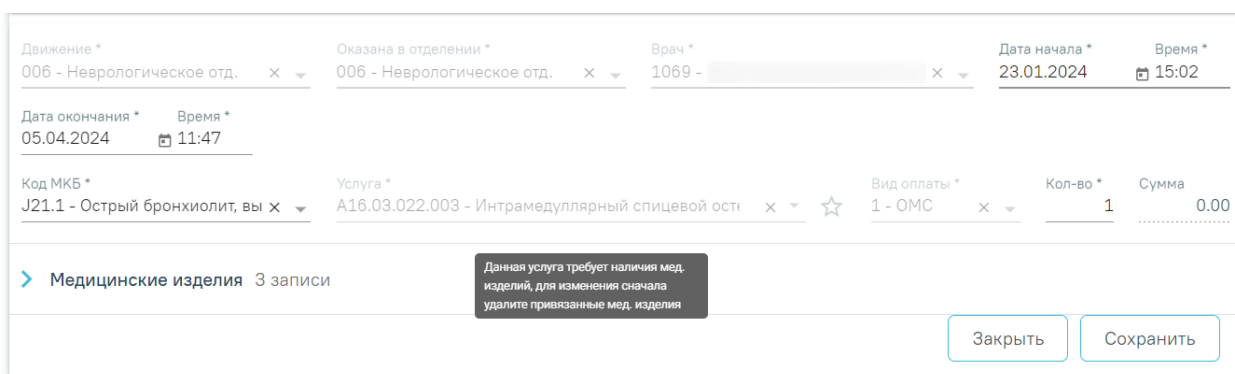 Движение * Оказана в отделении * Врач * Дата начала * Время *
006 - Неврологическое отд. 006 - Неврологическое отд. 1069 - 23.01.2024 15:02
Дата окончания * Время *
05.04.2024 11:47
Код МКБ * Услуга * Вид оплаты * Кол-во * Сумма
J21.1 - Острый бронхиолит, вы A16.03.022.003 - Интрамедуллярный спицевой осте 1 - ОМС 1 0.00
Медицинские изделия 3 записи
Данная услуга требует наличия мед.
изделий, для изменения сначала
удалите привязанные мед. изделия
Закрыть Сохранить